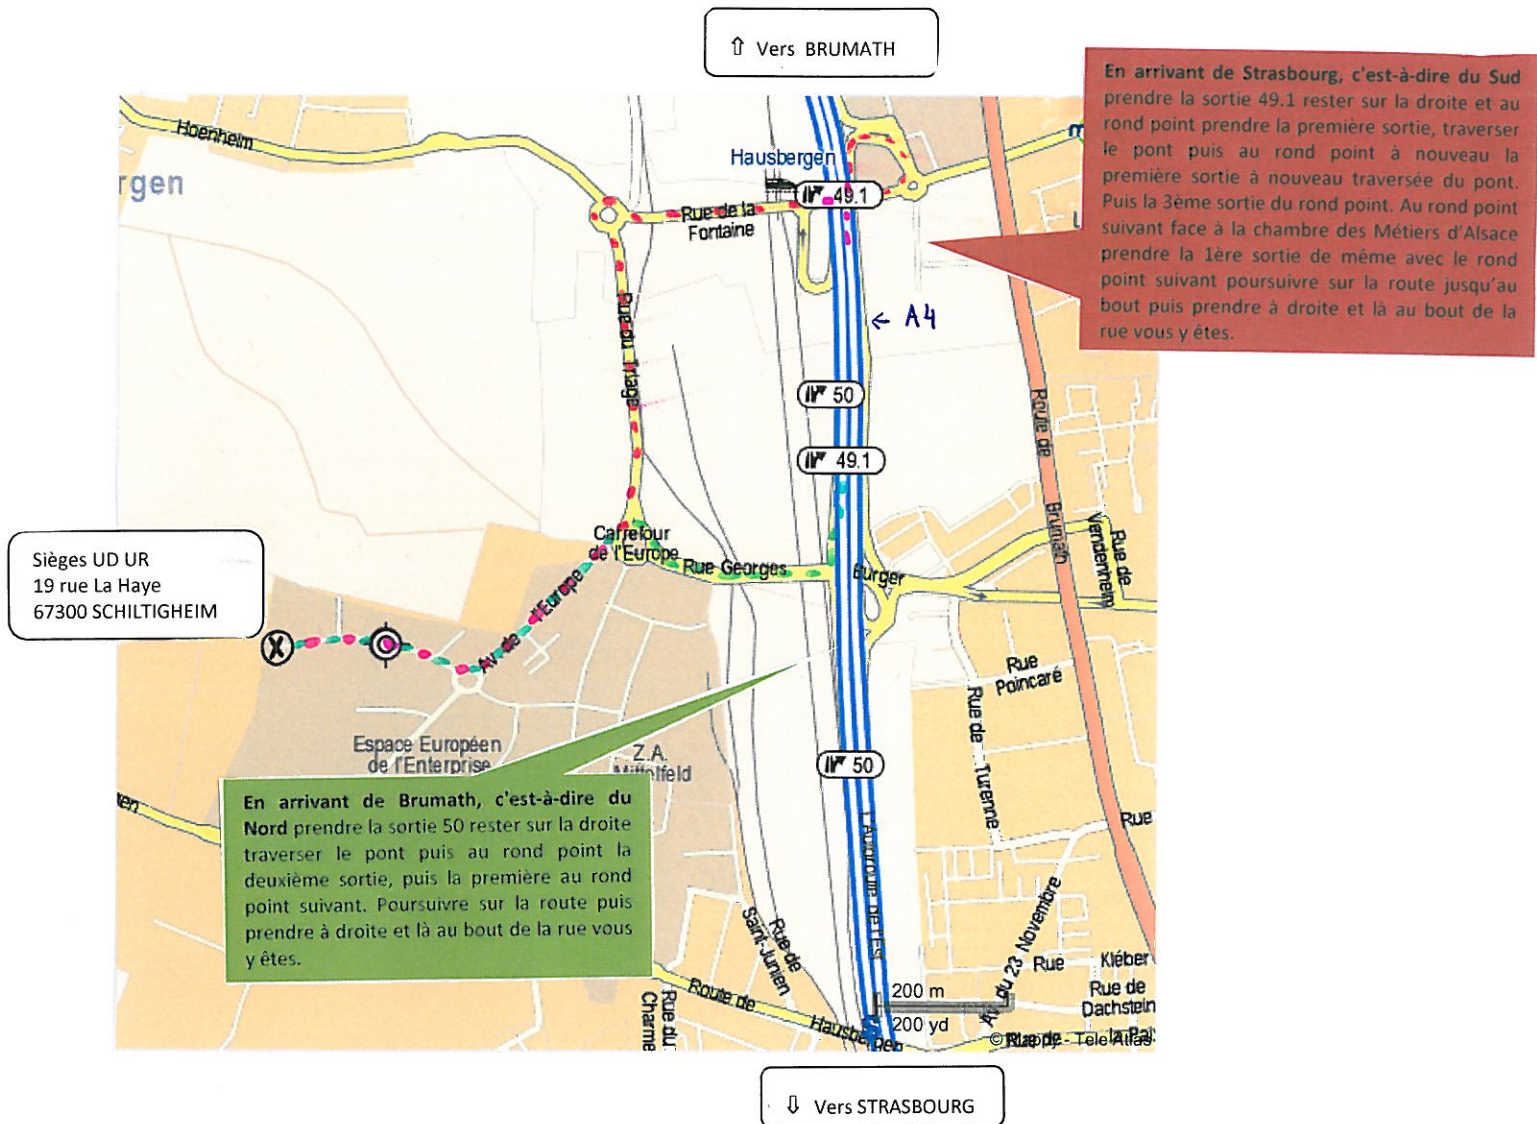 ⇧ Vers BRUMATH
En arrivant de Strasbourg, c'est-à-dire du Sud
prendre la sortie 49.1 rester sur la droite et au
rond point prendre la première sortie, traverser
le pont puis au rond point à nouveau la
première sortie à nouveau traversée du pont.
Puis la 3ème sortie du rond point. Au rond point
suivant face à la chambre des Métiers d'Alsace
prendre la 1ère sortie de même avec le rond
point suivant poursuivre sur la route jusqu'au
bout puis prendre à droite et là au bout de la
rue vous y êtes.
Hoenheim
rgen
Hausbergen
49.1
Rue de la
Fontaine
← A4
50
49.1
Route de
Brumath
Carrefour
de l'Europe
Rue Georges
Burger
Rue de
Vendenheim
Sièges UD UR
19 rue La Haye
67300 SCHILTIGHEIM
X
Av. de l'Europe
Rue
Poincaré
Rue de Turenne
Espace Européen
de l'Enterprise
Z.A.
Mittelfeld
50
En arrivant de Brumath, c'est-à-dire du
Nord prendre la sortie 50 rester sur la droite
traverser le pont puis au rond point la
deuxième sortie, puis la première au rond
point suivant. Poursuivre sur la route puis
prendre à droite et là au bout de la rue vous
y êtes.
Rue
L'Autoroute de l'Est
Rue de
Saint-Junien
Av. du 23 Novembre
Rue
Kléber
Rue de
Dachstein
Route de
Hausbergen
Rue du
Charme
200 m
200 yd
Rue de la Paix
© Mappy - Tele Atlas
⇩ Vers STRASBOURG